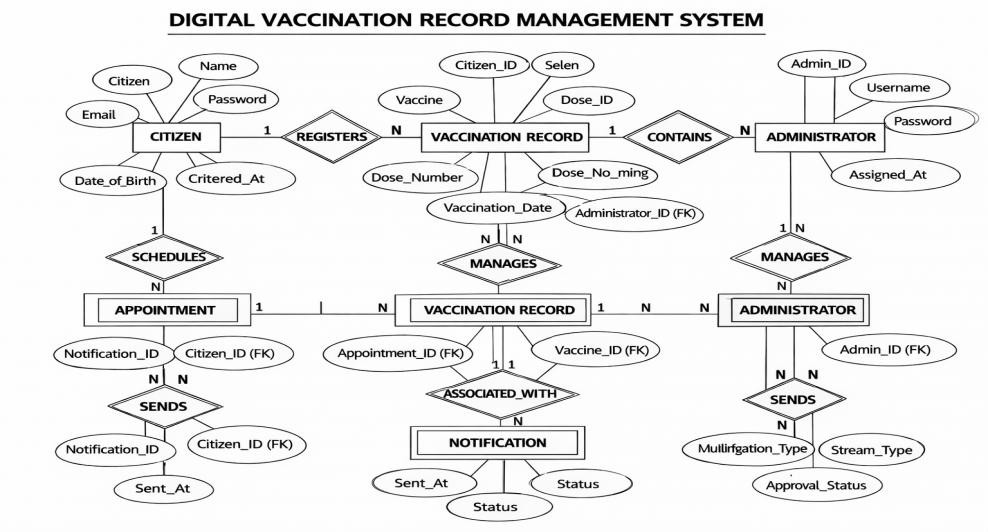 DIGITAL VACCINATION RECORD MANAGEMENT SYSTEM
Citizen
Name
Email
Password
CITIZEN
Date_of_Birth
Critered_At
1
REGISTERS
N
Citizen_ID
Selen
Vaccine
Dose_ID
VACCINATION RECORD
Dose_Number
Dose_No_ming
Vaccination_Date
Administrator_ID (FK)
1
CONTAINS
N
Admin_ID
Username
Password
ADMINISTRATOR
Assigned_At
1
SCHEDULES
N
N N
MANAGES
1 N
MANAGES
N
APPOINTMENT
1
N
VACCINATION RECORD
1
N
N
ADMINISTRATOR
Notification_ID
Citizen_ID (FK)
Appointment_ID (FK)
Vaccine_ID (FK)
Admin_ID (FK)
N N
SENDS
1 1
ASSOCIATED_WITH
N
N N
SENDS
N
Notification_ID
Citizen_ID (FK)
Sent_At
NOTIFICATION
Sent_At
Status
Status
Mullirfgation_Type
Stream_Type
Approval_Status